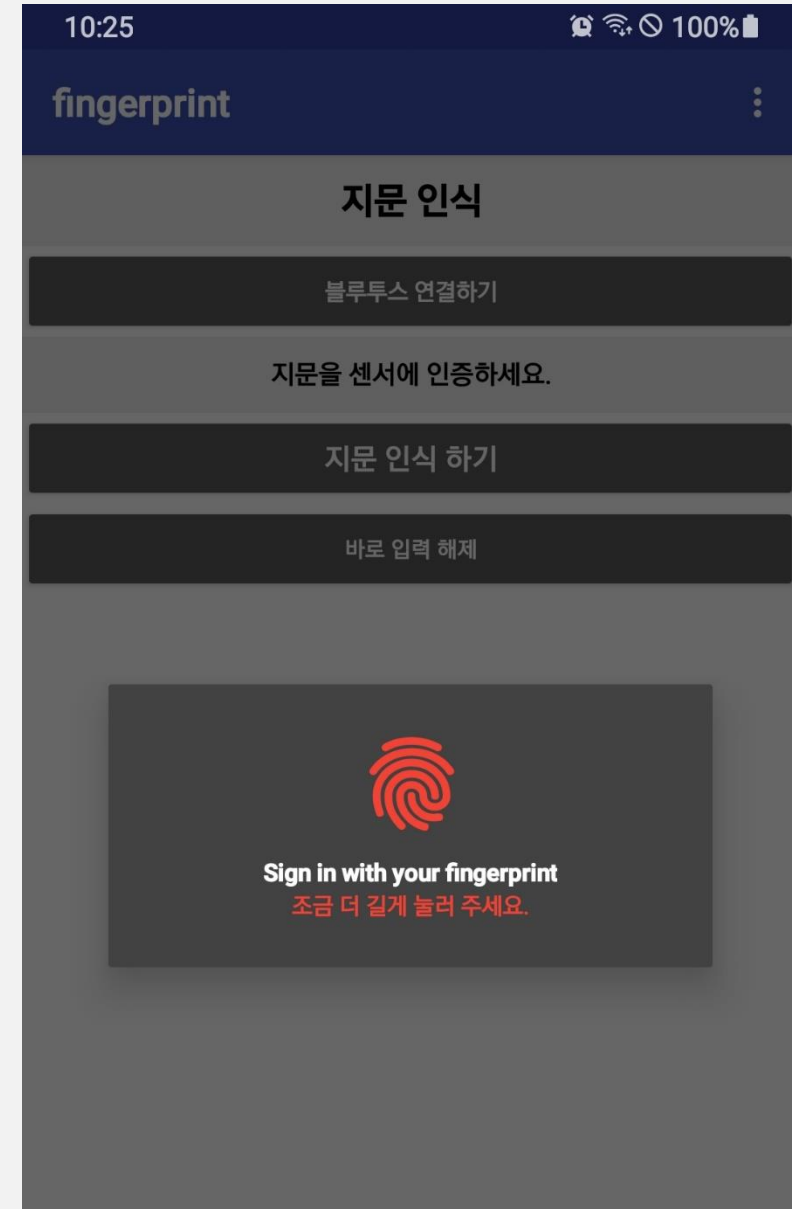 10:25 100%
fingerprint
지문 인식
블루투스 연결하기
지문을 센서에 인증하세요.
지문 인식 하기
바로 입력 해제
Sign in with your fingerprint
조금 더 길게 눌러 주세요.